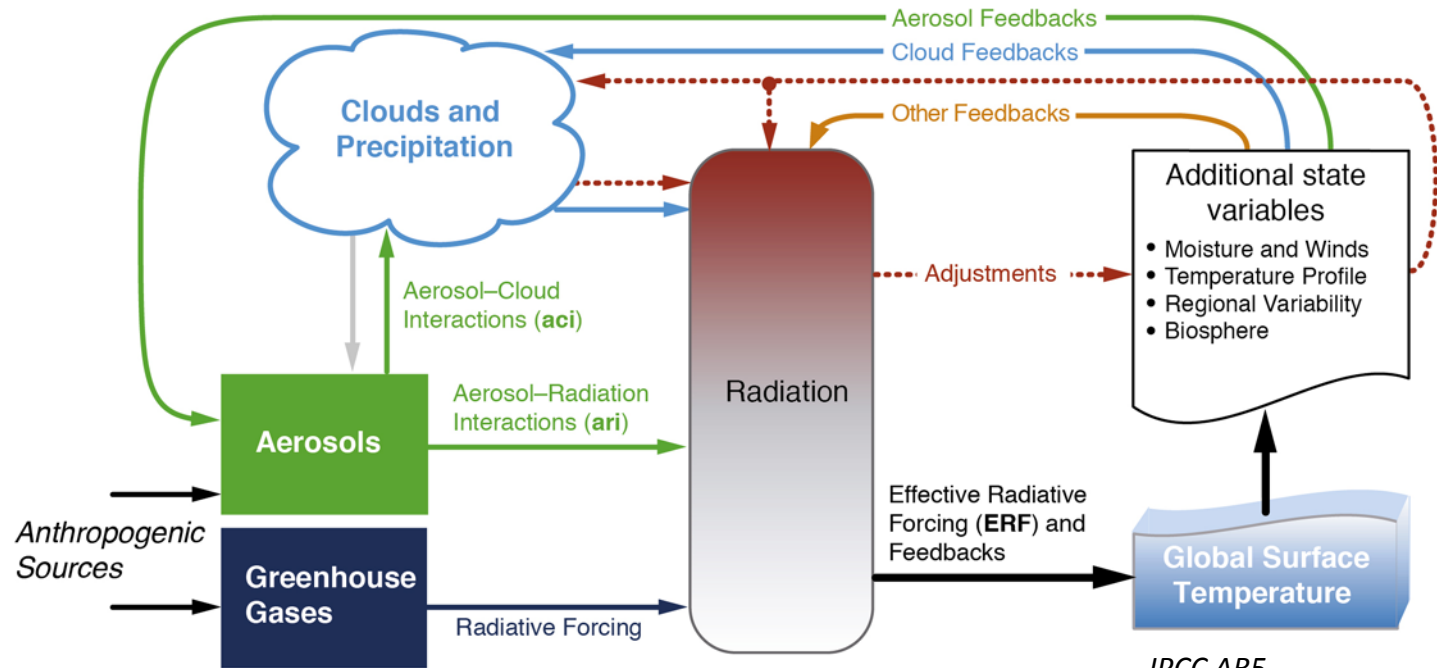 Aerosol Feedbacks
Cloud Feedbacks
Other Feedbacks
Clouds and
Precipitation
Additional state
variables
• Moisture and Winds
• Temperature Profile
• Regional Variability
• Biosphere
Adjustments
Aerosol–Cloud
Interactions (aci)
Aerosol–Radiation
Interactions (ari)
Radiation
Aerosols
Anthropogenic
Sources
Greenhouse
Gases
Radiative Forcing
Effective Radiative
Forcing (ERF) and
Feedbacks
Global Surface
Temperature
IPCC AR5